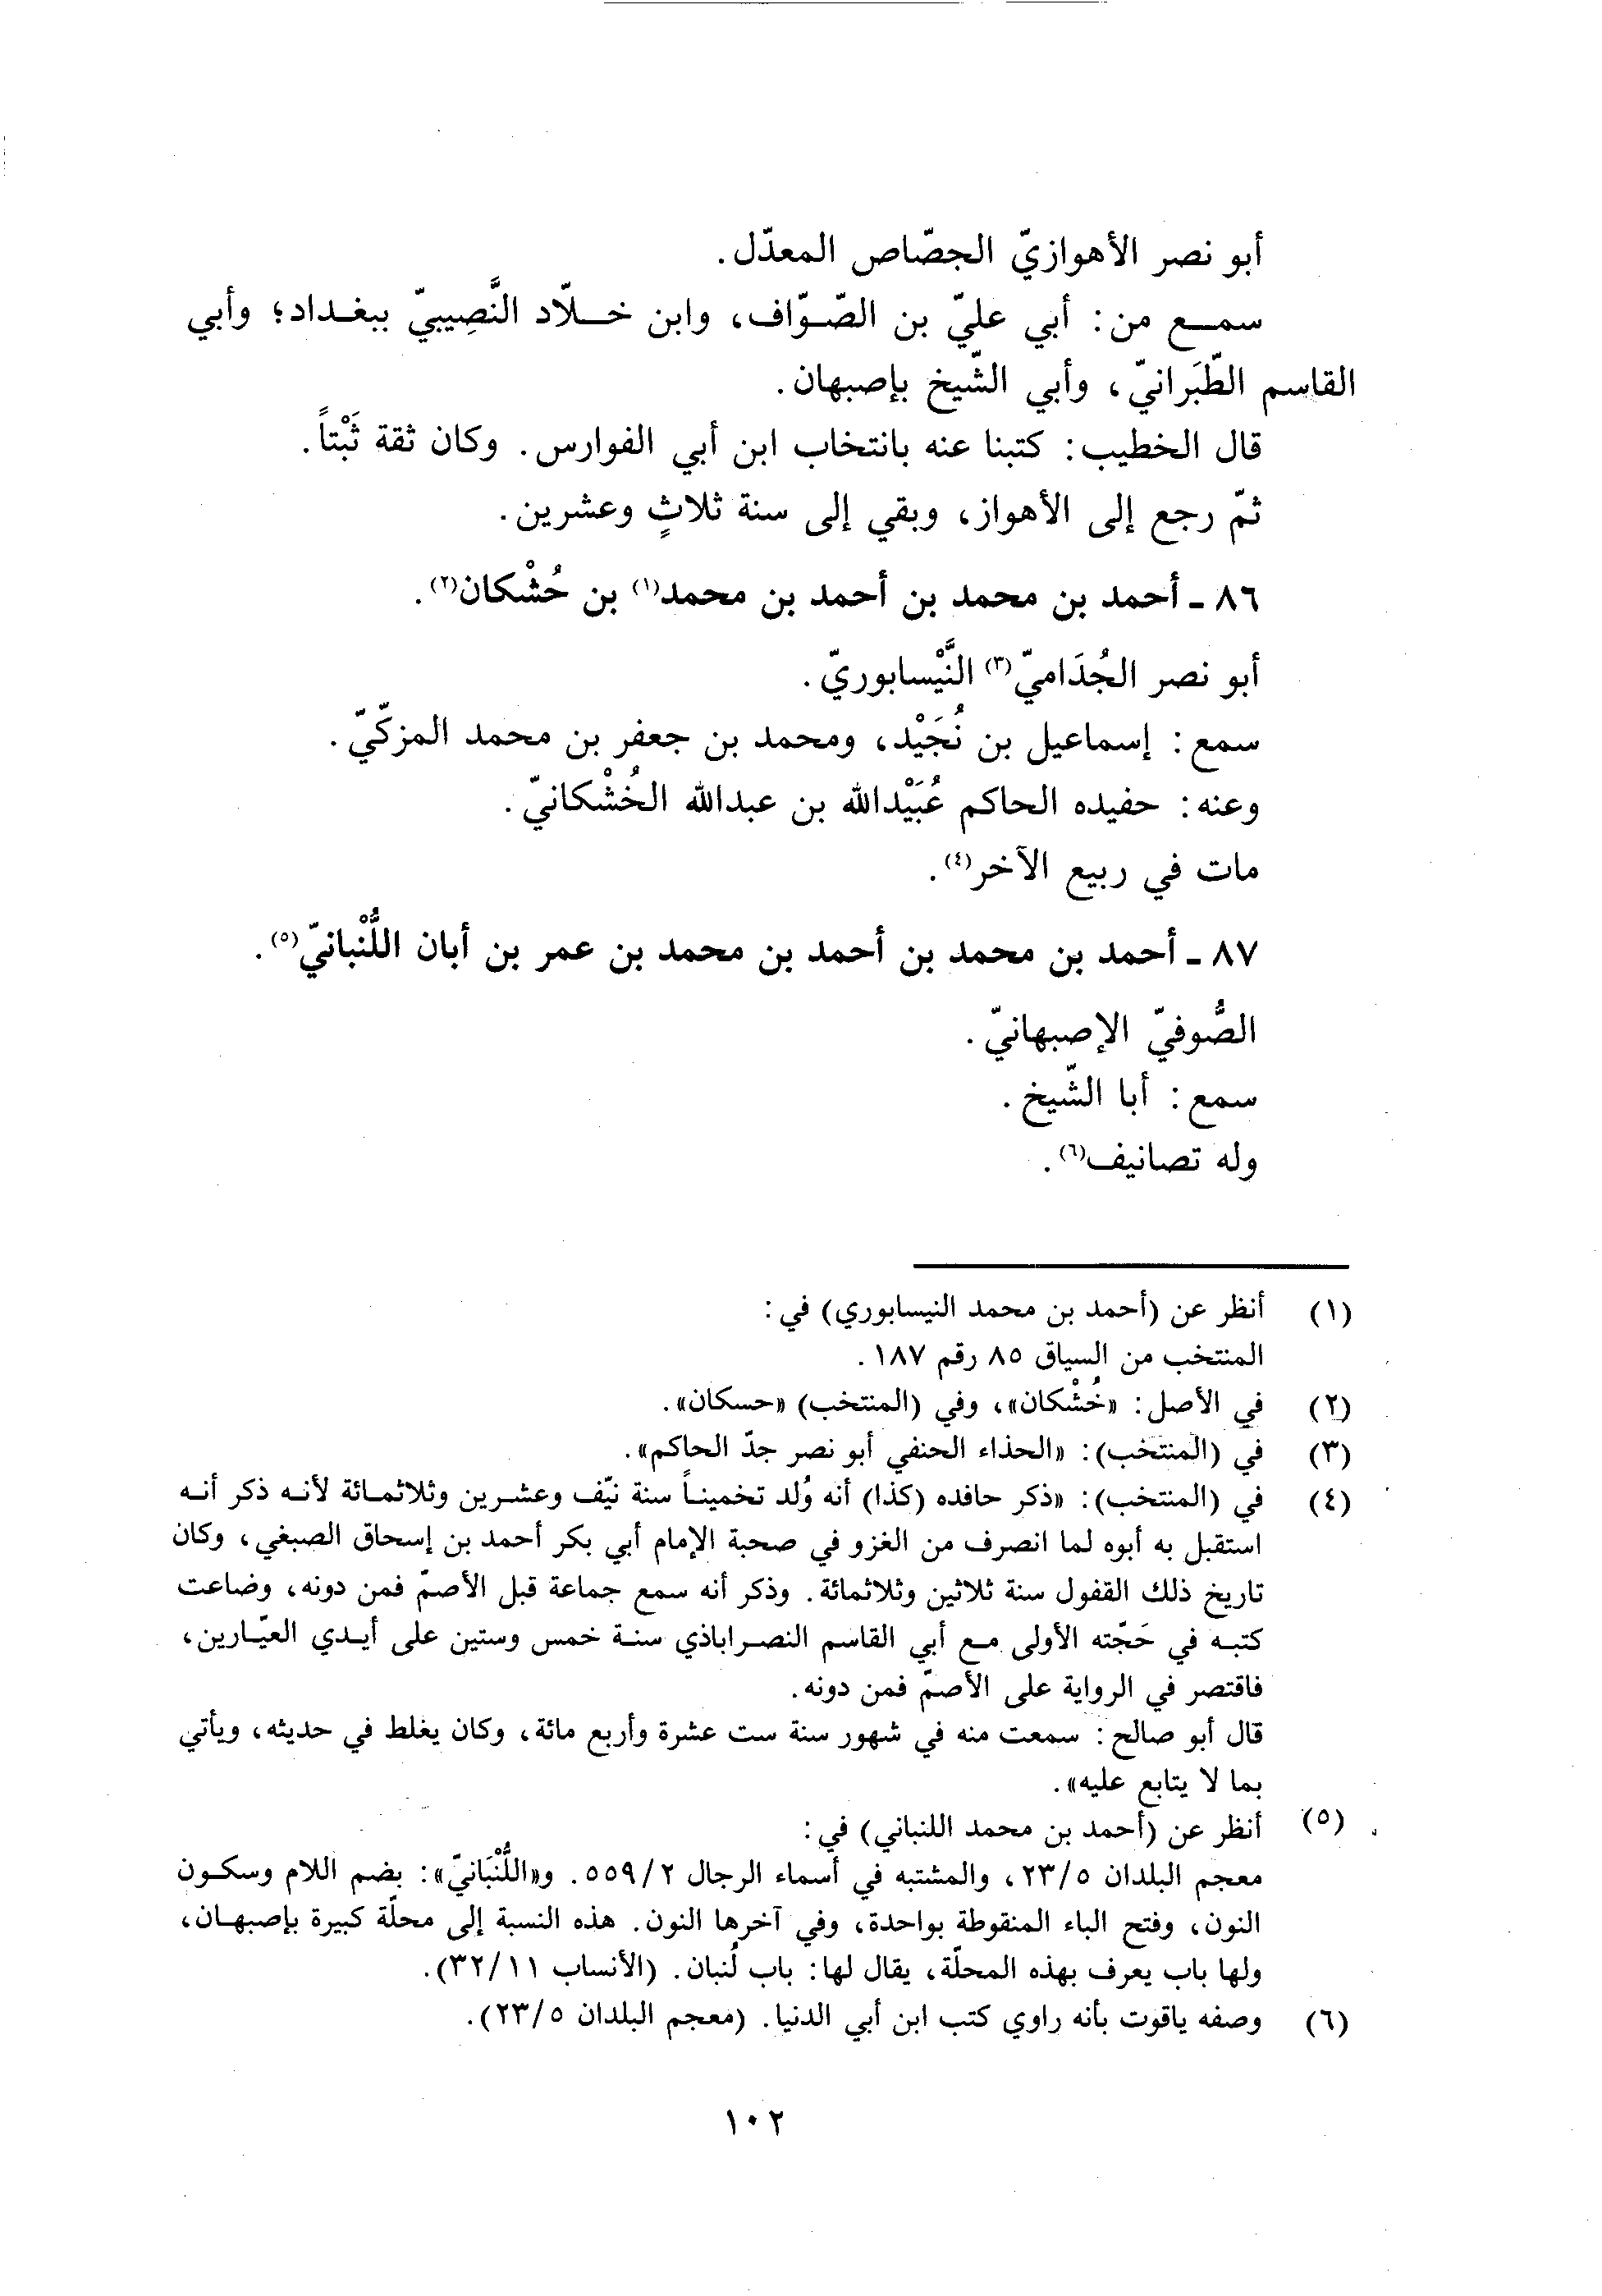 أبو نصر الأهوازيّ الجصّاص المعدّل.
سمع من: أبي عليّ بن الصّوّاف، وابن خلّاد النَّصِيبيّ ببغداد؛ وأبي
القاسم الطّبَرانيّ، وأبي الشّيخ بإصبهان.
قال الخطيب: كتبنا عنه بانتخاب ابن أبي الفوارس. وكان ثقة ثَبْتاً.
ثمّ رجع إلى الأهواز، وبقي إلى سنة ثلاثٍ وعشرين.
٨٦ - أحمد بن محمد بن أحمد بن محمد(١) بن حُشْكان(٢).
أبو نصر الجُدَاميّ(٣) النَّيْسابوريّ.
سمع: إسماعيل بن نُجَيْد، ومحمد بن جعفر بن محمد المزكّيّ.
وعنه: حفيده الحاكم عُبَيْدالله بن عبدالله الخُشْكانيّ.
مات في ربيع الآخر(٤).
٨٧ - أحمد بن محمد بن أحمد بن محمد بن عمر بن أبان اللُّنْبانيّ(٥).
الصُّوفيّ الإصبهانيّ.
سمع: أبا الشّيخ.
وله تصانيف(٦).
(١) أنظر عن (أحمد بن محمد النيسابوري) في:
المنتخب من السياق ٨٥ رقم ١٨٧.
(٢) في الأصل: «خُشْكان»، وفي (المنتخب) «حسكان».
(٣) في (المنتخب): «الحذاء الحنفي أبو نصر جدّ الحاكم».
(٤) في (المنتخب): «ذكر حافده (كذا) أنه وُلد تخميناً سنة نيّف وعشرين وثلاثمائة لأنه ذكر أنه
استقبل به أبوه لما انصرف من الغزو في صحبة الإمام أبي بكر أحمد بن إسحاق الصبغي، وكان
تاريخ ذلك القفول سنة ثلاثين وثلاثمائة. وذكر أنه سمع جماعة قبل الأصمّ فمن دونه، وضاعت
كتبه في حَجّته الأولى مع أبي القاسم النصراباذي سنة خمس وستين على أيدي العيّارين،
فاقتصر في الرواية على الأصمّ فمن دونه.
قال أبو صالح: سمعت منه في شهور سنة ست عشرة وأربع مائة، وكان يغلط في حديثه، ويأتي
بما لا يتابع عليه».
(٥) أنظر عن (أحمد بن محمد اللنباني) في:
معجم البلدان ٢٣/٥، والمشتبه في أسماء الرجال ٥٥٩/٢. و«اللُّنْبَانيّ»: بضم اللام وسكون
النون، وفتح الباء المنقوطة بواحدة، وفي آخرها النون. هذه النسبة إلى محلّة كبيرة بإصبهان،
ولها باب يعرف بهذه المحلّة، يقال لها: باب لُنبان. (الأنساب ٣٢/١١).
(٦) وصفه ياقوت بأنه راوي كتب ابن أبي الدنيا. (معجم البلدان ٢٣/٥).
١٠٢